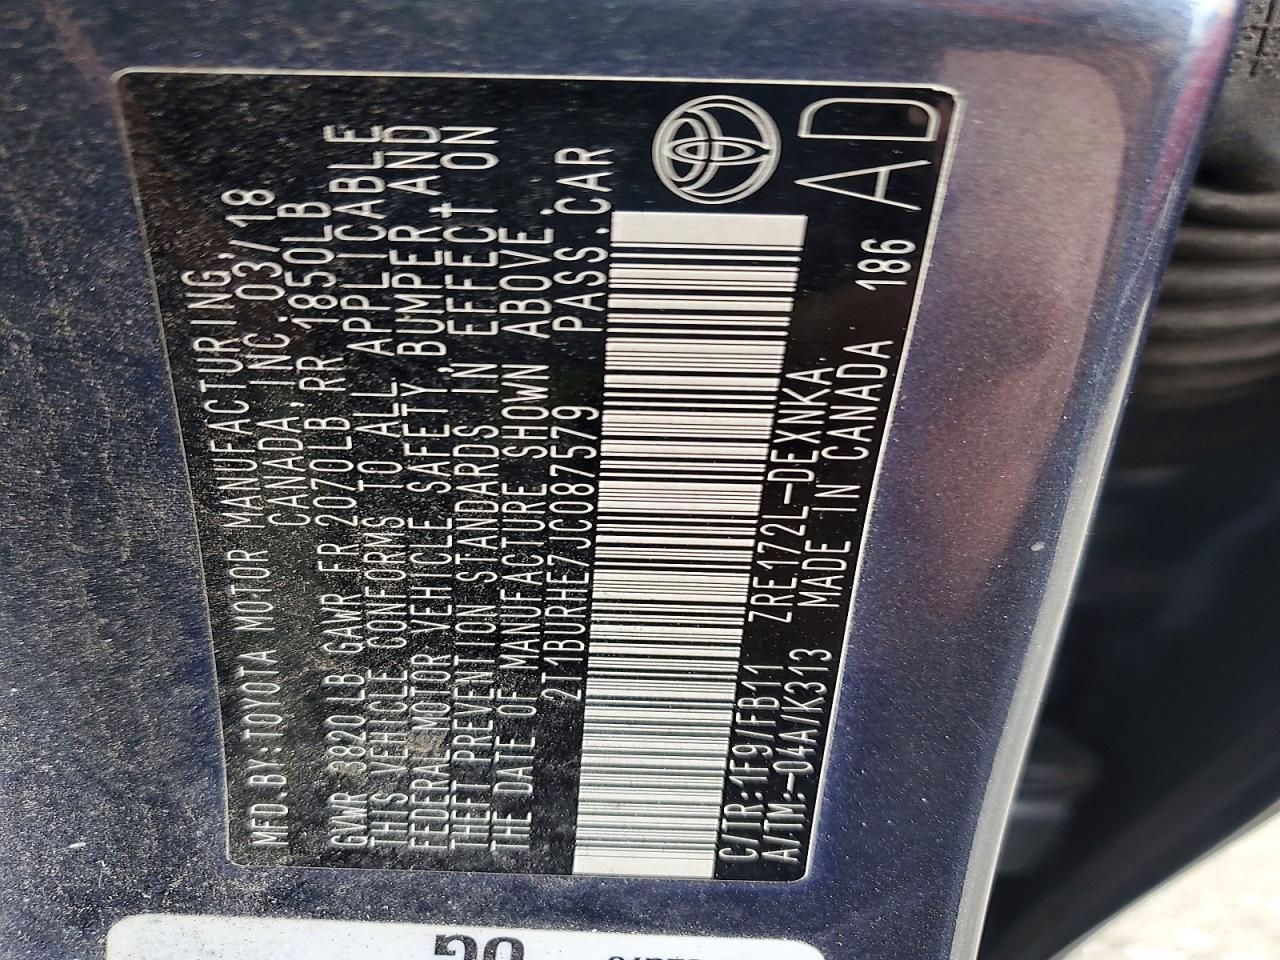 MFD.BY:TOYOTA MOTOR MANUFACTURING,
CANADA, INC. 03/18
GVWR 3820LB GAWR FR 2070LB RR 1850LB
THIS VEHICLE CONFORMS TO ALL APPLICABLE
FEDERAL MOTOR VEHICLE SAFETY, BUMPER, AND
THEFT PREVENTION STANDARDS IN EFFECT ON
THE DATE OF MANUFACTURE SHOWN ABOVE.
2T1BURHE7JC087579 PASS.CAR
C/TR:1F9/FB11 ZRE172L-DEXNKA 186
A/TM:-04A/K313 MADE IN CANADA
AD